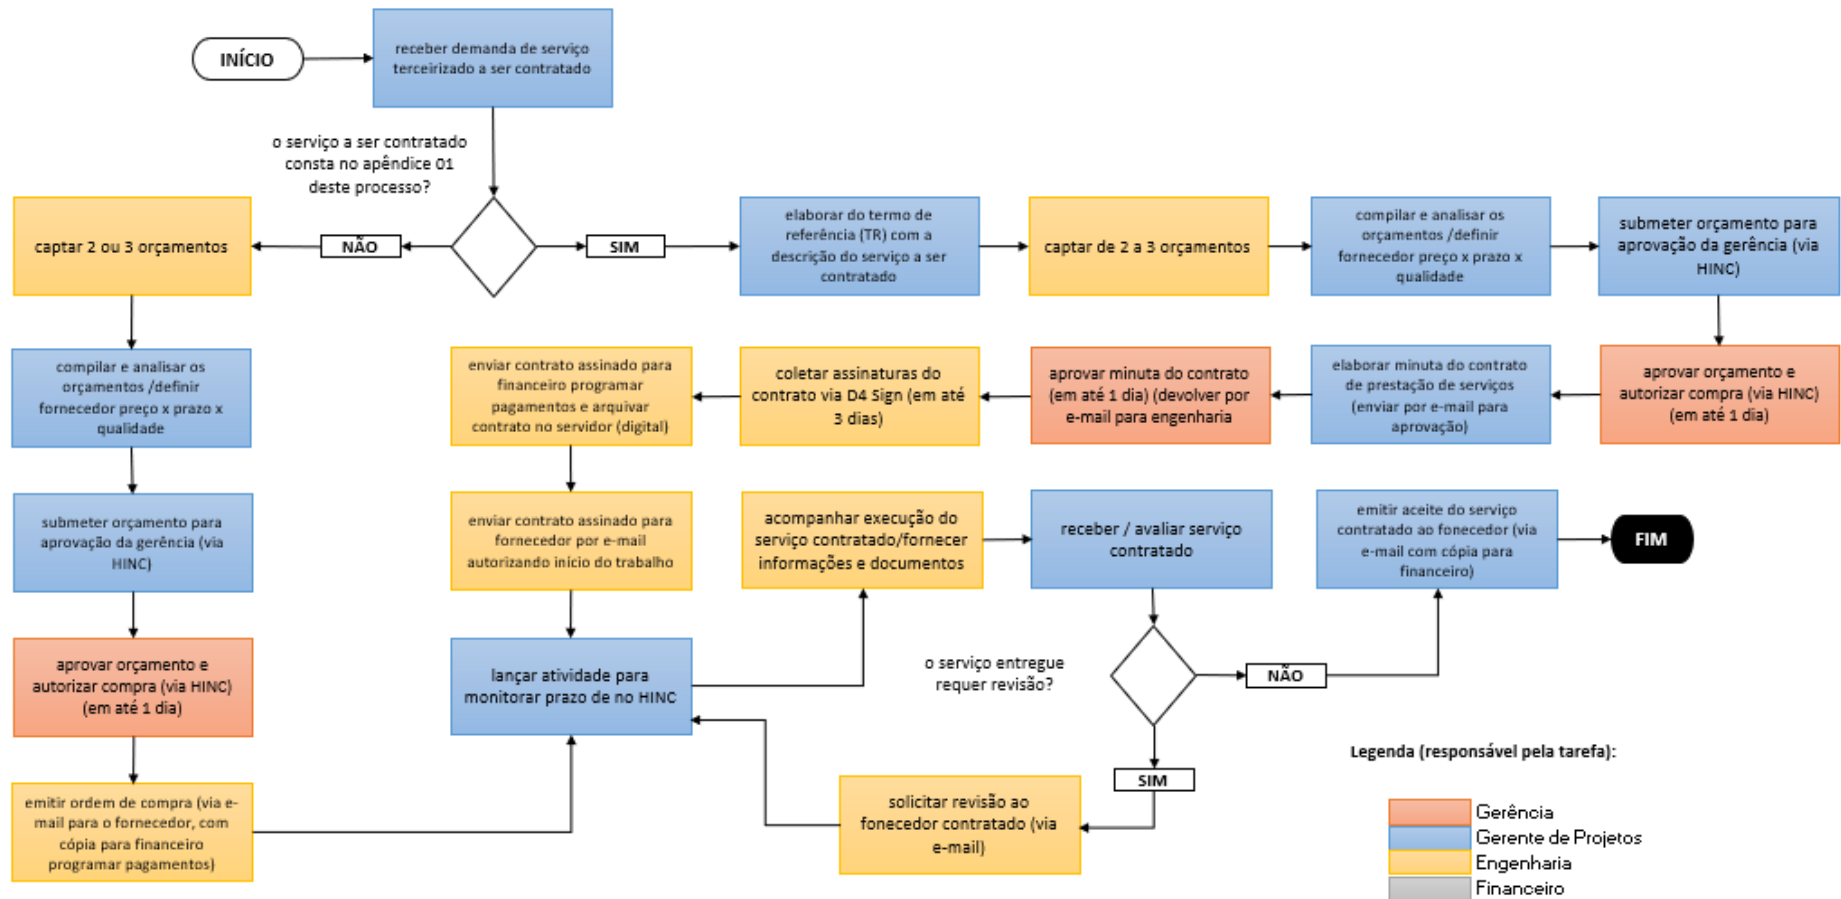 INÍCIO
receber demanda de serviço
terceirizado a ser contratado
o serviço a ser contratado
consta no apêndice 01
deste processo?
captar 2 ou 3 orçamentos
NÃO
SIM
elaborar do termo de
referência (TR) com a
descrição do serviço a ser
contratado
captar de 2 a 3 orçamentos
compilar e analisar os
orçamentos /definir
fornecedor preço x prazo x
qualidade
submeter orçamento para
aprovação da gerência (via
HINC)
compilar e analisar os
orçamentos /definir
fornecedor preço x prazo x
qualidade
enviar contrato assinado para
financeiro programar
pagamentos e arquivar
contrato no servidor (digital)
coletar assinaturas do
contrato via D4 Sign (em até
3 dias)
aprovar minuta do contrato
(em até 1 dia) (devolver por
e-mail para engenharia
elaborar minuta do contrato
de prestação de serviços
(enviar por e-mail para
aprovação)
aprovar orçamento e
autorizar compra (via HINC)
(em até 1 dia)
submeter orçamento para
aprovação da gerência (via
HINC)
enviar contrato assinado para
fornecedor por e-mail
autorizando início do trabalho
acompanhar execução do
serviço contratado/fornecer
informações e documentos
receber / avaliar serviço
contratado
emitir aceite do serviço
contratado ao fonecedor (via
e-mail com cópia para
financeiro)
FIM
aprovar orçamento e
autorizar compra (via HINC)
(em até 1 dia)
lançar atividade para
monitorar prazo de no HINC
o serviço entregue
requer revisão?
NÃO
SIM
emitir ordem de compra (via e-
mail para o fornecedor, com
cópia para financeiro
programar pagamentos)
solicitar revisão ao
fonecedor contratado (via
e-mail)
Legenda (responsável pela tarefa):
Gerência
Gerente de Projetos
Engenharia
Financeiro